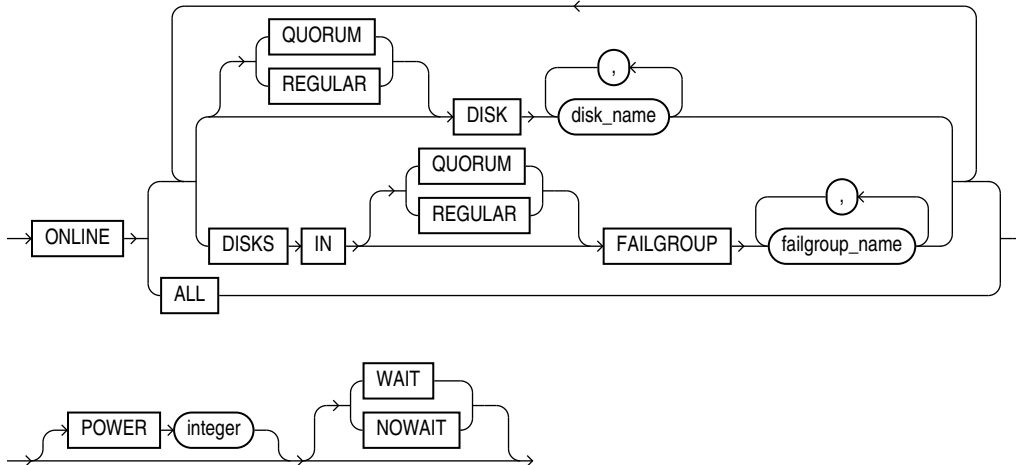 QUORUM
REGULAR
DISK , disk_name
QUORUM
REGULAR
ONLINE DISKS IN FAILGROUP , failgroup_name
ALL
POWER integer WAIT
NOWAIT